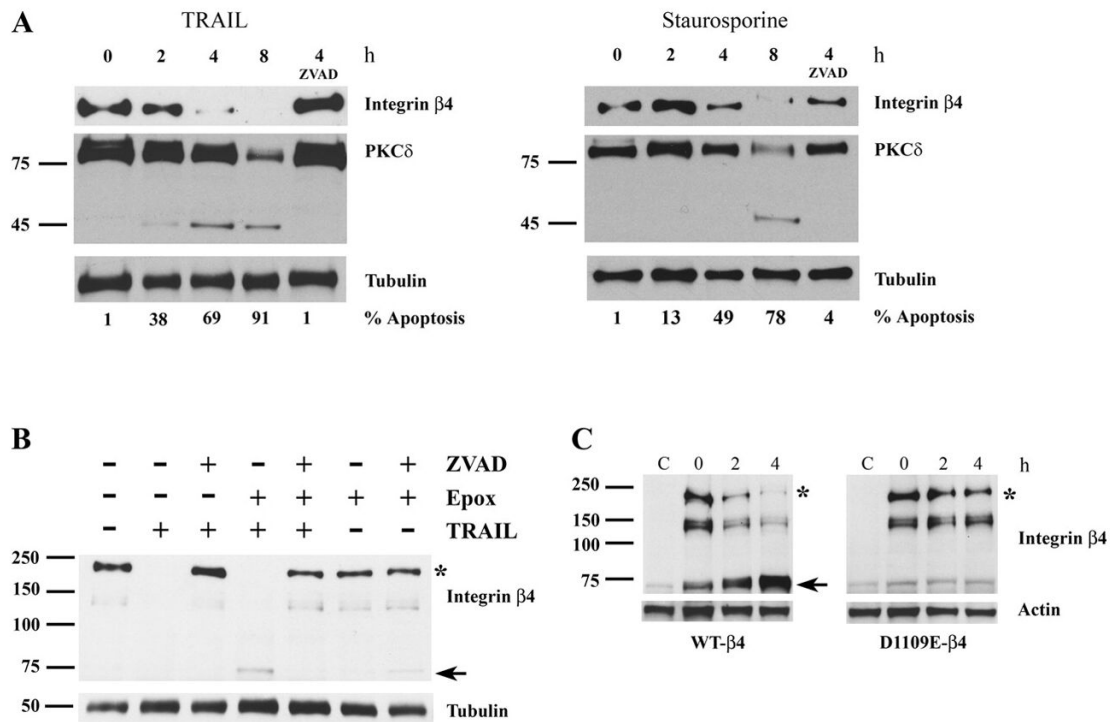 A
TRAIL
0 2 4 8 4 h
ZVAD
Integrin β4
PKCδ
75
45
Tubulin
1 38 69 91 1 % Apoptosis
Staurosporine
0 2 4 8 4 h
ZVAD
Integrin β4
PKCδ
75
45
Tubulin
1 13 49 78 4 % Apoptosis
B
- - + - + - + ZVAD
- - - + + + + Epox
- + + + + - - TRAIL
250
*
150
Integrin β4
100
75
50
Tubulin
C
C 0 2 4 C 0 2 4 h
250
* *
150
Integrin β4
100
75
Actin
WT-β4 D1109E-β4